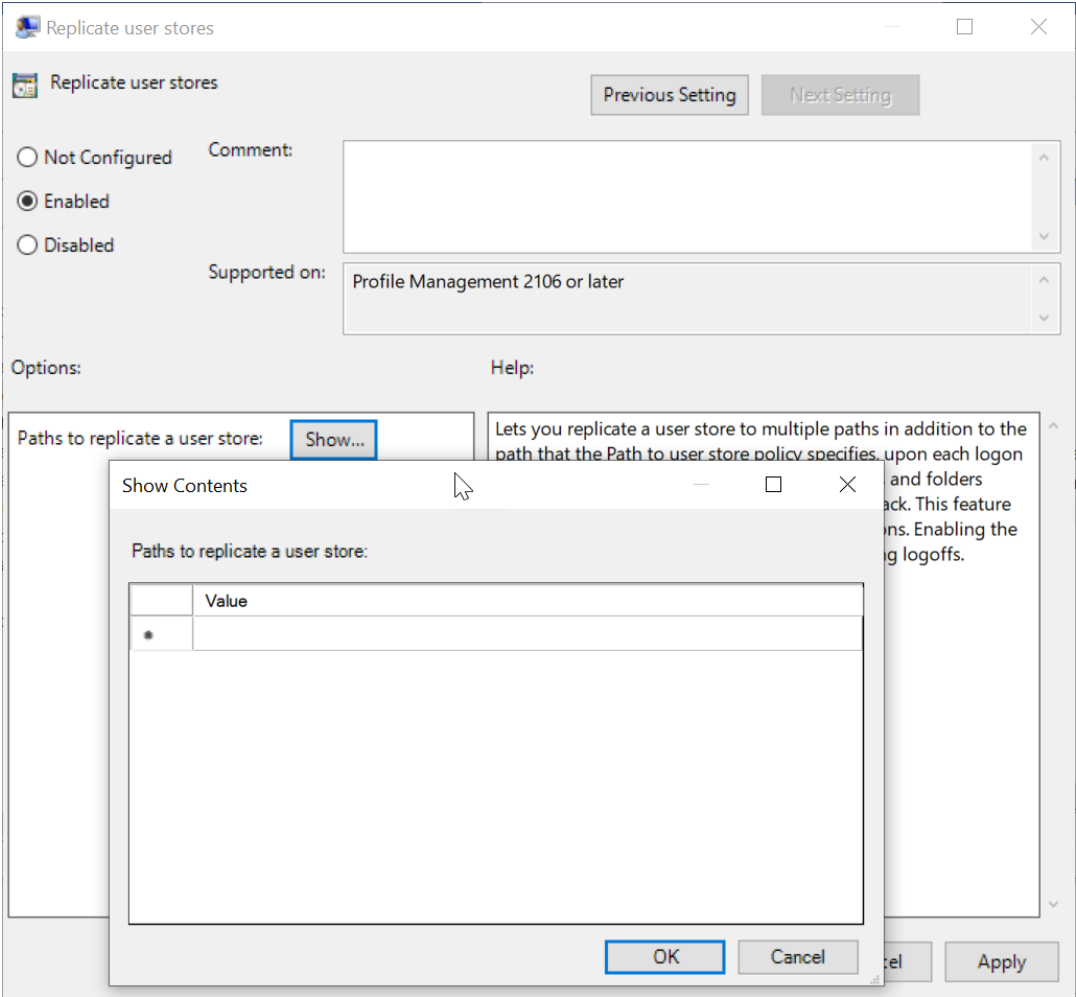 Replicate user stores
Replicate user stores
Previous Setting
Next Setting
Not Configured
Comment:
Enabled
Disabled
Supported on:
Profile Management 2106 or later
Options:
Help:
Paths to replicate a user store:
Show...
Lets you replicate a user store to multiple paths in addition to the
path that the Path to user store policy specifies, upon each logon
and folders
ack. This feature
ons. Enabling the
g logoffs.
Show Contents
Paths to replicate a user store:
Value
OK
Cancel
cel
Apply